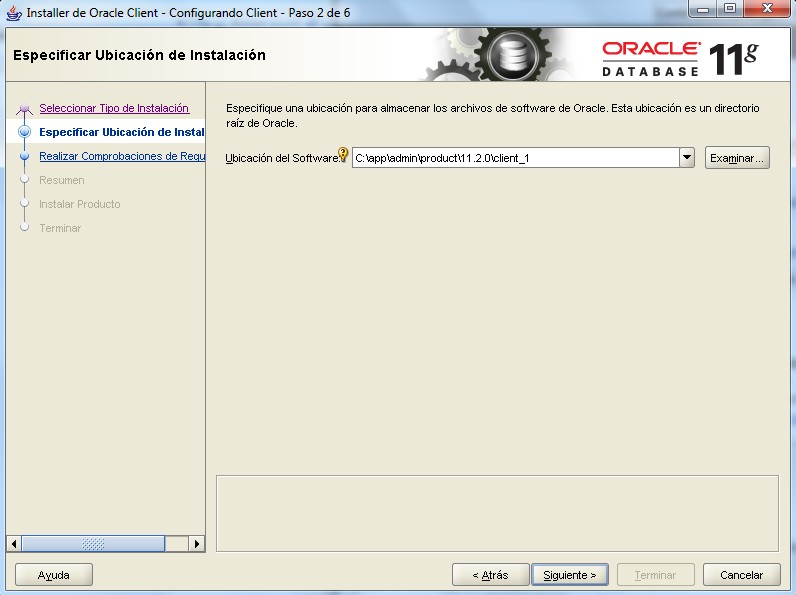 Installer de Oracle Client - Configurando Client - Paso 2 de 6
Especificar Ubicación de Instalación
ORACLE
DATABASE 11g
Seleccionar Tipo de Instalación
Especificar Ubicación de Instal
Realizar Comprobaciones de Requ
Resumen
Instalar Producto
Terminar
Especifique una ubicación para almacenar los archivos de software de Oracle. Esta ubicación es un directorio
raíz de Oracle.
Ubicación del Software: C:\app\admin\product\11.2.0\client_1 Examinar...
Ayuda < Atrás Siguiente > Terminar Cancelar